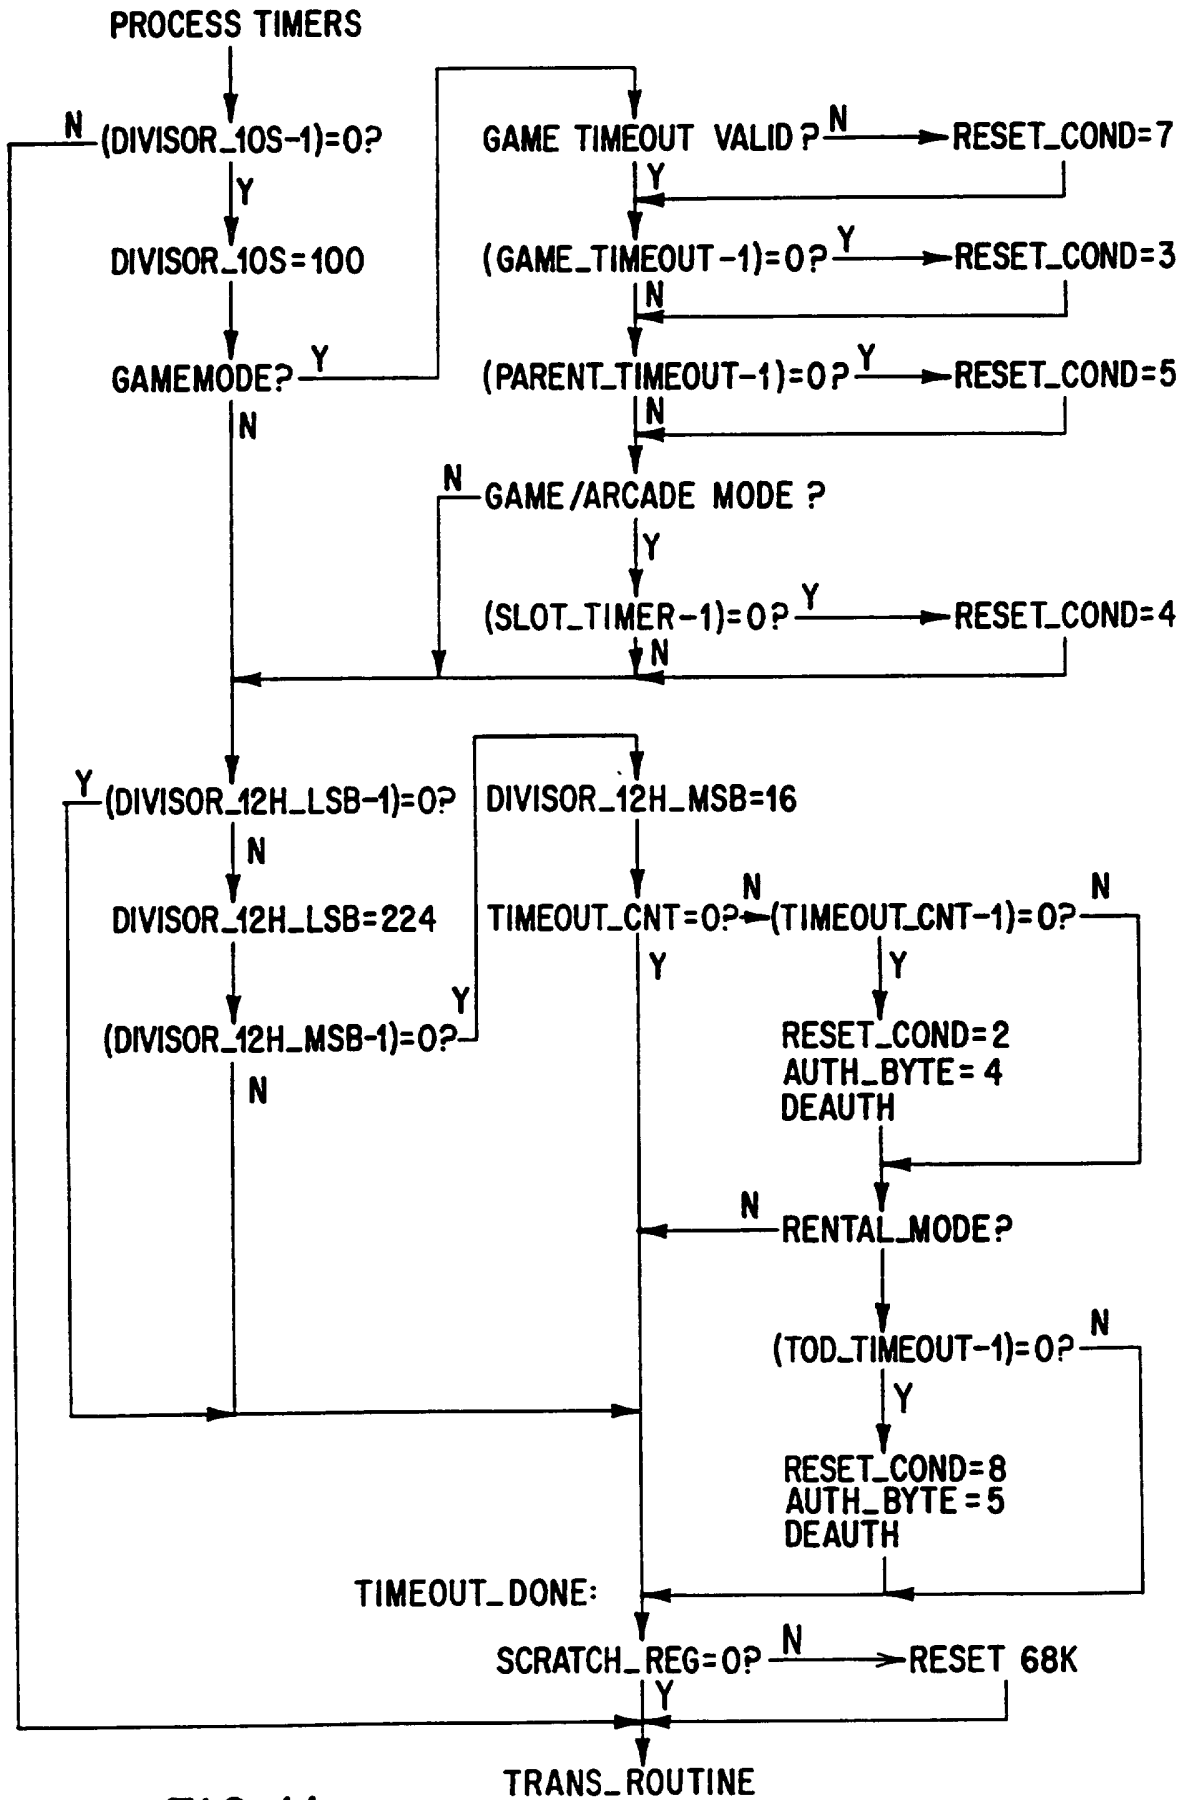 PROCESS TIMERS
N
(DIVISOR_10S-1)=0?
Y
DIVISOR_10S=100
GAMEMODE?
Y
N
GAME TIMEOUT VALID?
N
RESET_COND=7
Y
(GAME_TIMEOUT-1)=0?
Y
RESET_COND=3
N
(PARENT_TIMEOUT-1)=0?
Y
RESET_COND=5
N
N
GAME/ARCADE MODE ?
Y
(SLOT_TIMER-1)=0?
Y
RESET_COND=4
N
Y
(DIVISOR_12H_LSB-1)=0?
N
DIVISOR_12H_LSB=224
(DIVISOR_12H_MSB-1)=0?
Y
N
DIVISOR_12H_MSB=16
TIMEOUT_CNT=0?
N
(TIMEOUT_CNT-1)=0?
N
Y
Y
RESET_COND=2
AUTH_BYTE=4
DEAUTH
N
RENTAL_MODE?
(TOD_TIMEOUT-1)=0?
N
Y
RESET_COND=8
AUTH_BYTE=5
DEAUTH
TIMEOUT_DONE:
SCRATCH_REG=0?
N
RESET 68K
Y
TRANS_ROUTINE